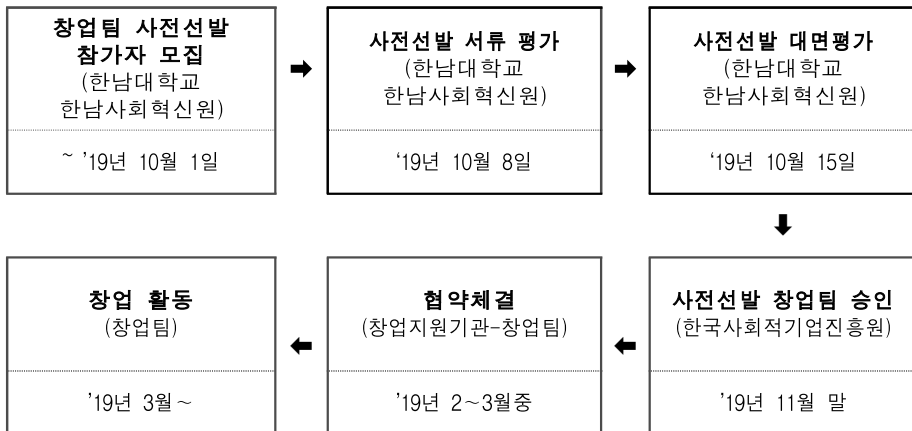 창업팀 사전선발
참가자 모집
(한남대학교
한남사회혁신원)
~ ’19년 10월 1일
사전선발 서류 평가
(한남대학교
한남사회혁신원)
‘19년 10월 8일
사전선발 대면평가
(한남대학교
한남사회혁신원)
‘19년 10월 15일
사전선발 창업팀 승인
(한국사회적기업진흥원)
’19년 11월 말
협약체결
(창업지원기관-창업팀)
’19년 2~3월중
창업 활동
(창업팀)
’19년 3월~